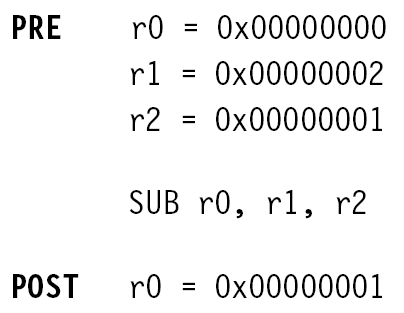 PRE r0 = 0x00000000
r1 = 0x00000002
r2 = 0x00000001
SUB r0, r1, r2
POST r0 = 0x00000001